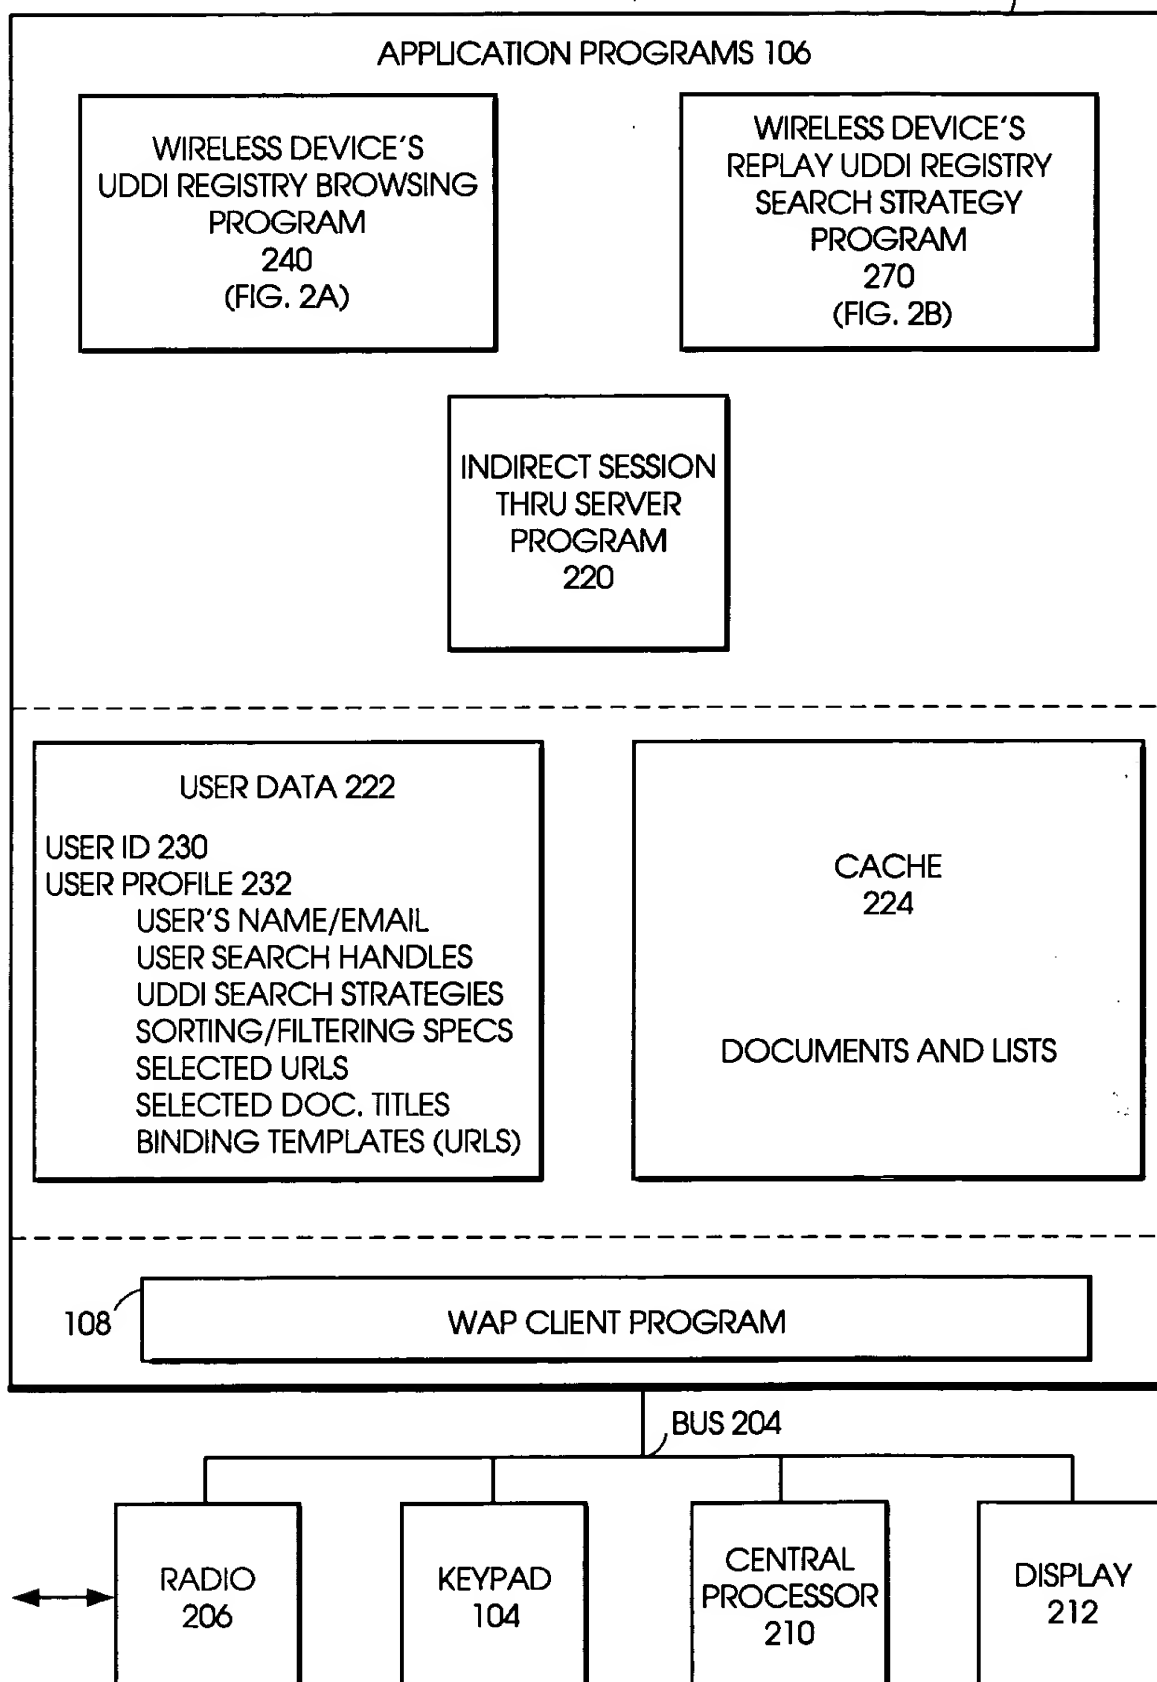 APPLICATION PROGRAMS 106
WIRELESS DEVICE'S
UDDI REGISTRY BROWSING
PROGRAM
240
(FIG. 2A)
WIRELESS DEVICE'S
REPLAY UDDI REGISTRY
SEARCH STRATEGY
PROGRAM
270
(FIG. 2B)
INDIRECT SESSION
THRU SERVER
PROGRAM
220
USER DATA 222
USER ID 230
USER PROFILE 232
USER'S NAME/EMAIL
USER SEARCH HANDLES
UDDI SEARCH STRATEGIES
SORTING/FILTERING SPECS
SELECTED URLS
SELECTED DOC. TITLES
BINDING TEMPLATES (URLS)
CACHE
224
DOCUMENTS AND LISTS
108
WAP CLIENT PROGRAM
BUS 204
RADIO
206
KEYPAD
104
CENTRAL
PROCESSOR
210
DISPLAY
212